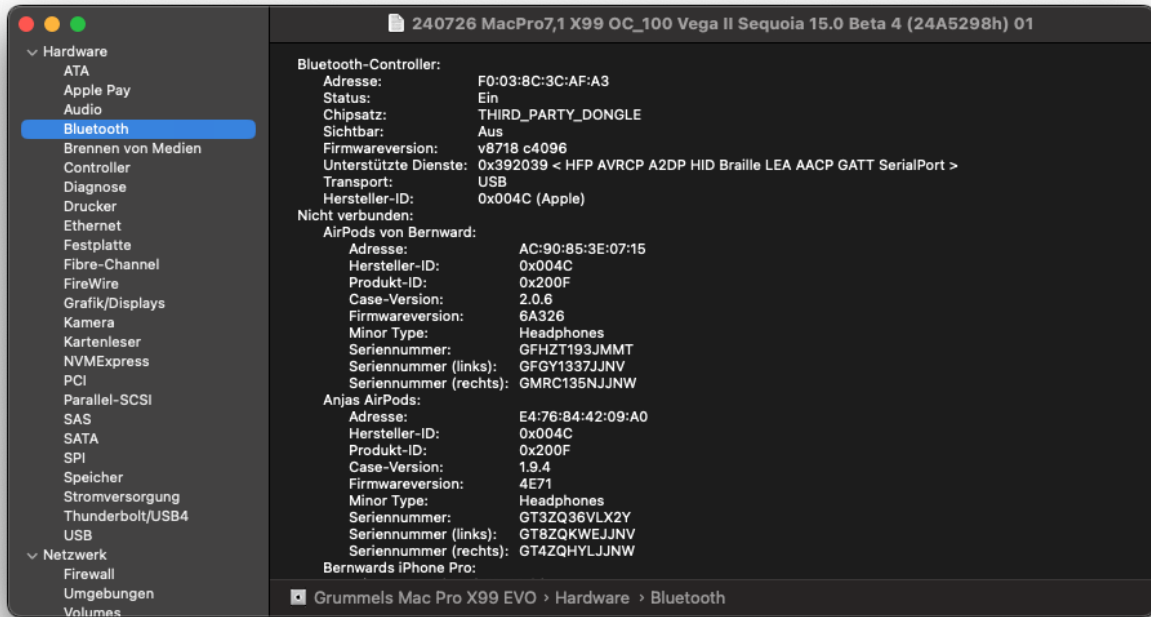 240726 MacPro7,1 X99 OC_100 Vega II Sequoia 15.0 Beta 4 (24A5298h) 01
Hardware
ATA
Apple Pay
Audio
Bluetooth
Brennen von Medien
Controller
Diagnose
Drucker
Ethernet
Festplatte
Fibre-Channel
FireWire
Grafik/Displays
Kamera
Kartenleser
NVMExpress
PCI
Parallel-SCSI
SAS
SATA
SPI
Speicher
Stromversorgung
Thunderbolt/USB4
USB
Netzwerk
Firewall
Umgebungen
Volumes
Bluetooth-Controller:
Adresse: F0:03:8C:3C:AF:A3
Status: Ein
Chipsatz: THIRD_PARTY_DONGLE
Sichtbar: Aus
Firmwareversion: v8718 c4096
Unterstützte Dienste: 0x392039 < HFP AVRCP A2DP HID Braille LEA AACP GATT SerialPort >
Transport: USB
Hersteller-ID: 0x004C (Apple)
Nicht verbunden:
AirPods von Bernward:
Adresse: AC:90:85:3E:07:15
Hersteller-ID: 0x004C
Produkt-ID: 0x200F
Case-Version: 2.0.6
Firmwareversion: 6A326
Minor Type: Headphones
Seriennummer: GFHZT193JMMT
Seriennummer (links): GFGY1337JJNV
Seriennummer (rechts): GMRC135NJJNW
Anjas AirPods:
Adresse: E4:76:84:42:09:A0
Hersteller-ID: 0x004C
Produkt-ID: 0x200F
Case-Version: 1.9.4
Firmwareversion: 4E71
Minor Type: Headphones
Seriennummer: GT3ZQ36VLX2Y
Seriennummer (links): GT8ZQKWEJJNV
Seriennummer (rechts): GT4ZQHYLJJNW
Bernwards iPhone Pro:
Grummels Mac Pro X99 EVO › Hardware › Bluetooth